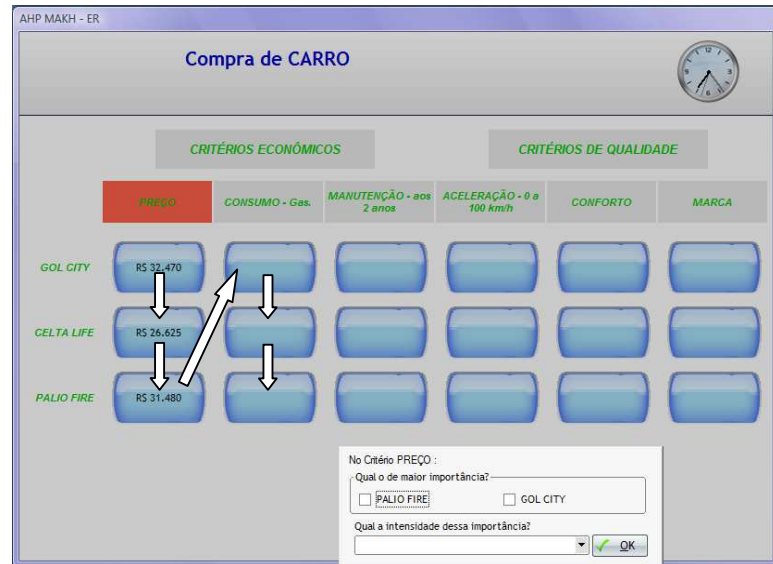 AHP MAKH - ER
Compra de CARRO
CRITÉRIOS ECONÔMICOS
CRITÉRIOS DE QUALIDADE
PREÇO
CONSUMO - Gas.
MANUTENÇÃO - aos
2 anos
ACELERAÇÃO - 0 a
100 km/h
CONFORTO
MARCA
GOL CITY
R$ 32.470
CELTA LIFE
R$ 26.625
PALIO FIRE
R$ 31.480
No Critério PREÇO :
Qual o de maior importância?
PALIO FIRE
GOL CITY
Qual a intensidade dessa importância?
OK